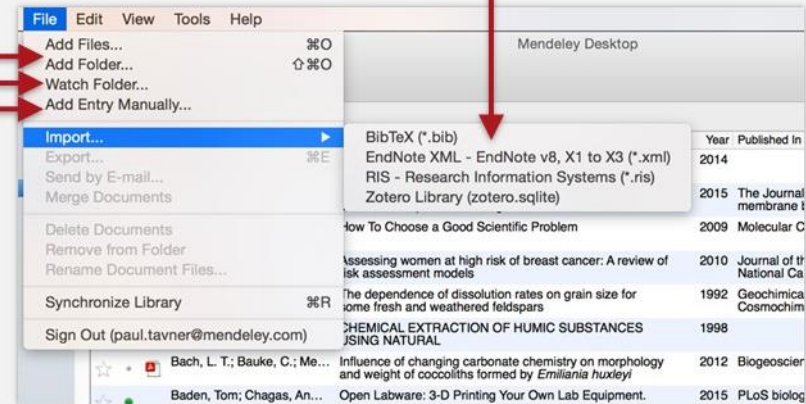 File Edit View Tools Help
Mendeley Desktop
Add Files... ⌘O
Add Folder... ⇧⌘O
Watch Folder...
Add Entry Manually...
Import...
Export... ⌘E
Send by E-mail...
Merge Documents
Delete Documents
Remove from Folder
Rename Document Files...
Synchronize Library ⌘R
Sign Out (paul.tavner@mendeley.com)
BibTeX (*.bib)
EndNote XML - EndNote v8, X1 to X3 (*.xml)
RIS - Research Information Systems (*.ris)
Zotero Library (zotero.sqlite)
Year Published In
2014
2015 The Journal
membrane
How To Choose a Good Scientific Problem 2009 Molecular C
Assessing women at high risk of breast cancer: A review of 2010 Journal of th
risk assessment models National Ca
The dependence of dissolution rates on grain size for 1992 Geochimica
some fresh and weathered feldspars Cosmochim
CHEMICAL EXTRACTION OF HUMIC SUBSTANCES 1998
USING NATURAL
Bach, L. T.; Bauke, C.; Me... Influence of changing carbonate chemistry on morphology 2012 Biogeoscien
and weight of coccoliths formed by Emiliania huxleyi
Baden, Tom; Chagas, An... Open Labware: 3-D Printing Your Own Lab Equipment. 2015 PLoS biolog